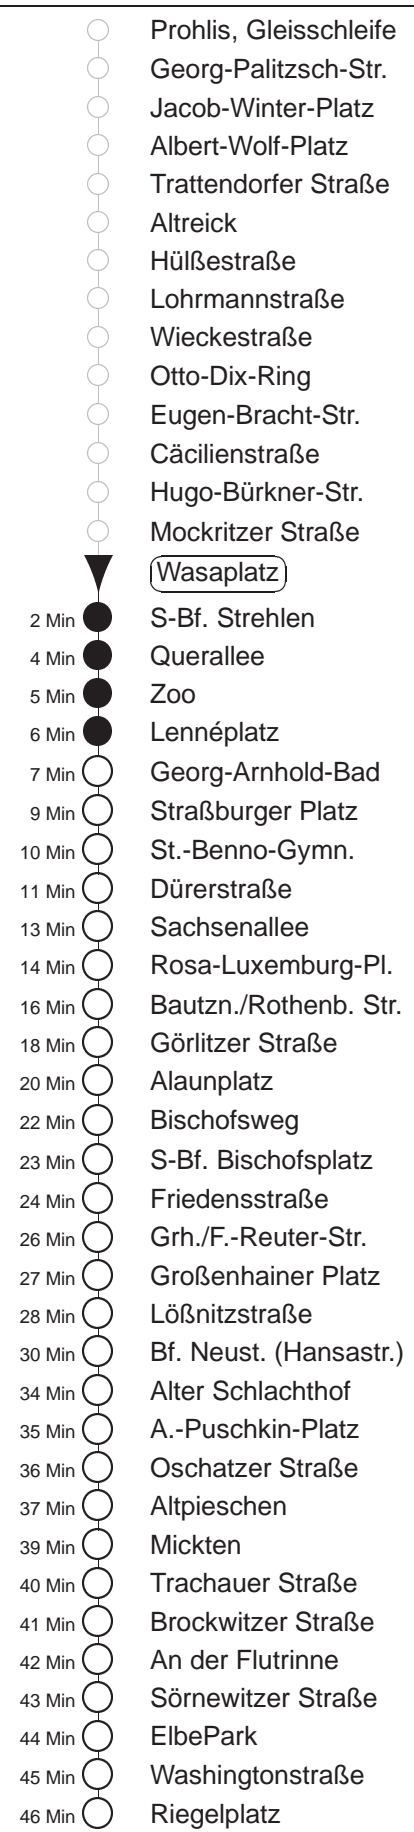 Prohlis, Gleisschleife
Georg-Palitzsch-Str.
Jacob-Winter-Platz
Albert-Wolf-Platz
Trattendorfer Straße
Altreick
Hülßestraße
Lohrmannstraße
Wieckestraße
Otto-Dix-Ring
Eugen-Bracht-Str.
Cäcilienstraße
Hugo-Bürkner-Str.
Mockritzer Straße
Wasaplatz
2 Min S-Bf. Strehlen
4 Min Querallee
5 Min Zoo
6 Min Lennéplatz
7 Min Georg-Arnhold-Bad
9 Min Straßburger Platz
10 Min St.-Benno-Gymn.
11 Min Dürerstraße
13 Min Sachsenallee
14 Min Rosa-Luxemburg-Pl.
16 Min Bautzn./Rothenb. Str.
18 Min Görlitzer Straße
20 Min Alaunplatz
22 Min Bischofsweg
23 Min S-Bf. Bischofsplatz
24 Min Friedensstraße
26 Min Grh./F.-Reuter-Str.
27 Min Großenhainer Platz
28 Min Lößnitzstraße
30 Min Bf. Neust. (Hansastr.)
34 Min Alter Schlachthof
35 Min A.-Puschkin-Platz
36 Min Oschatzer Straße
37 Min Altpieschen
39 Min Mickten
40 Min Trachauer Straße
41 Min Brockwitzer Straße
42 Min An der Flutrinne
43 Min Sörnewitzer Straße
44 Min ElbePark
45 Min Washingtonstraße
46 Min Riegelplatz